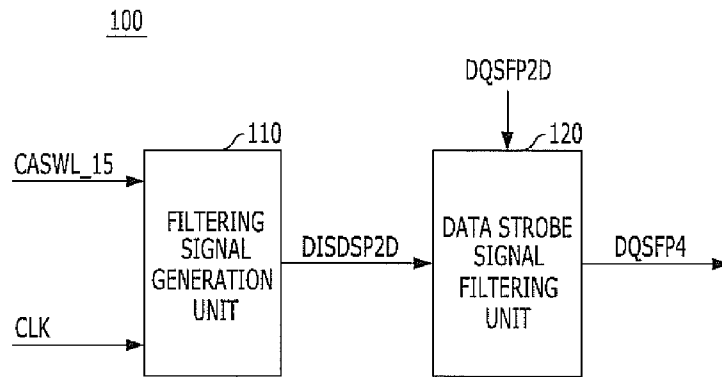 100
DQSFP2D
110
120
CASWL_15
FILTERING
SIGNAL
GENERATION
UNIT
DISDSP2D
DATA STROBE
SIGNAL
FILTERING
UNIT
DQSFP4
CLK